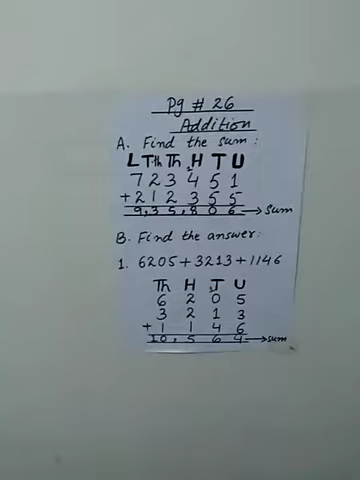 Pg # 26
Addition
A. Find the sum:
L TTh Th H T U
7 2 3 4 5 1
+ 2 1 2 3 5 5
9,3 5,8 0 6 → Sum
B. Find the answer:
1. 6205 + 3213 + 1146
Th H T U
6 2 0 5
3 2 1 3
+ 1 1 4 6
10,5 6 4 → sum